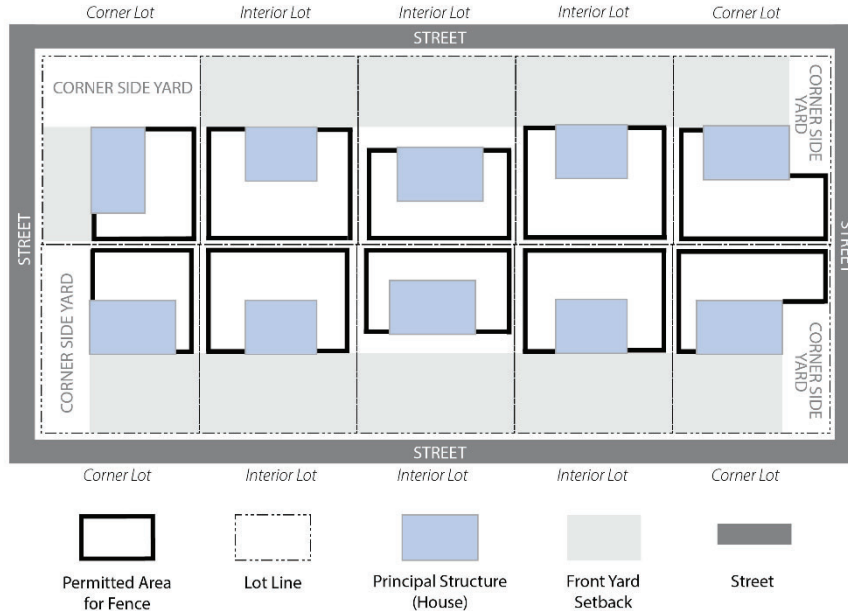 Corner Lot
Interior Lot
Interior Lot
Interior Lot
Corner Lot
STREET
CORNER SIDE YARD
CORNER SIDE
YARD
STREET
STREET
CORNER SIDE YARD
CORNER SIDE
YARD
STREET
Corner Lot
Interior Lot
Interior Lot
Interior Lot
Corner Lot
Permitted Area
for Fence
Lot Line
Principal Structure
(House)
Front Yard
Setback
Street